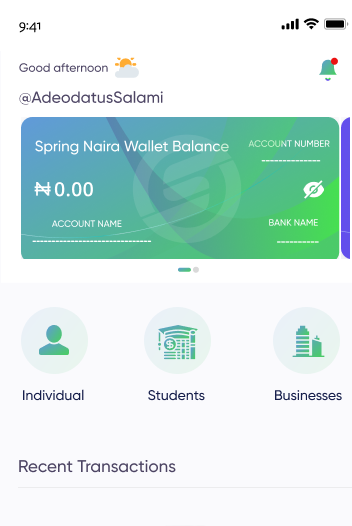 9:41
Good afternoon
@AdeodatusSalami
Spring Naira Wallet Balance
ACCOUNT NUMBER
--------------
₦0.00
ACCOUNT NAME
BANK NAME
------------------------------
----------
Individual
Students
Businesses
Recent Transactions